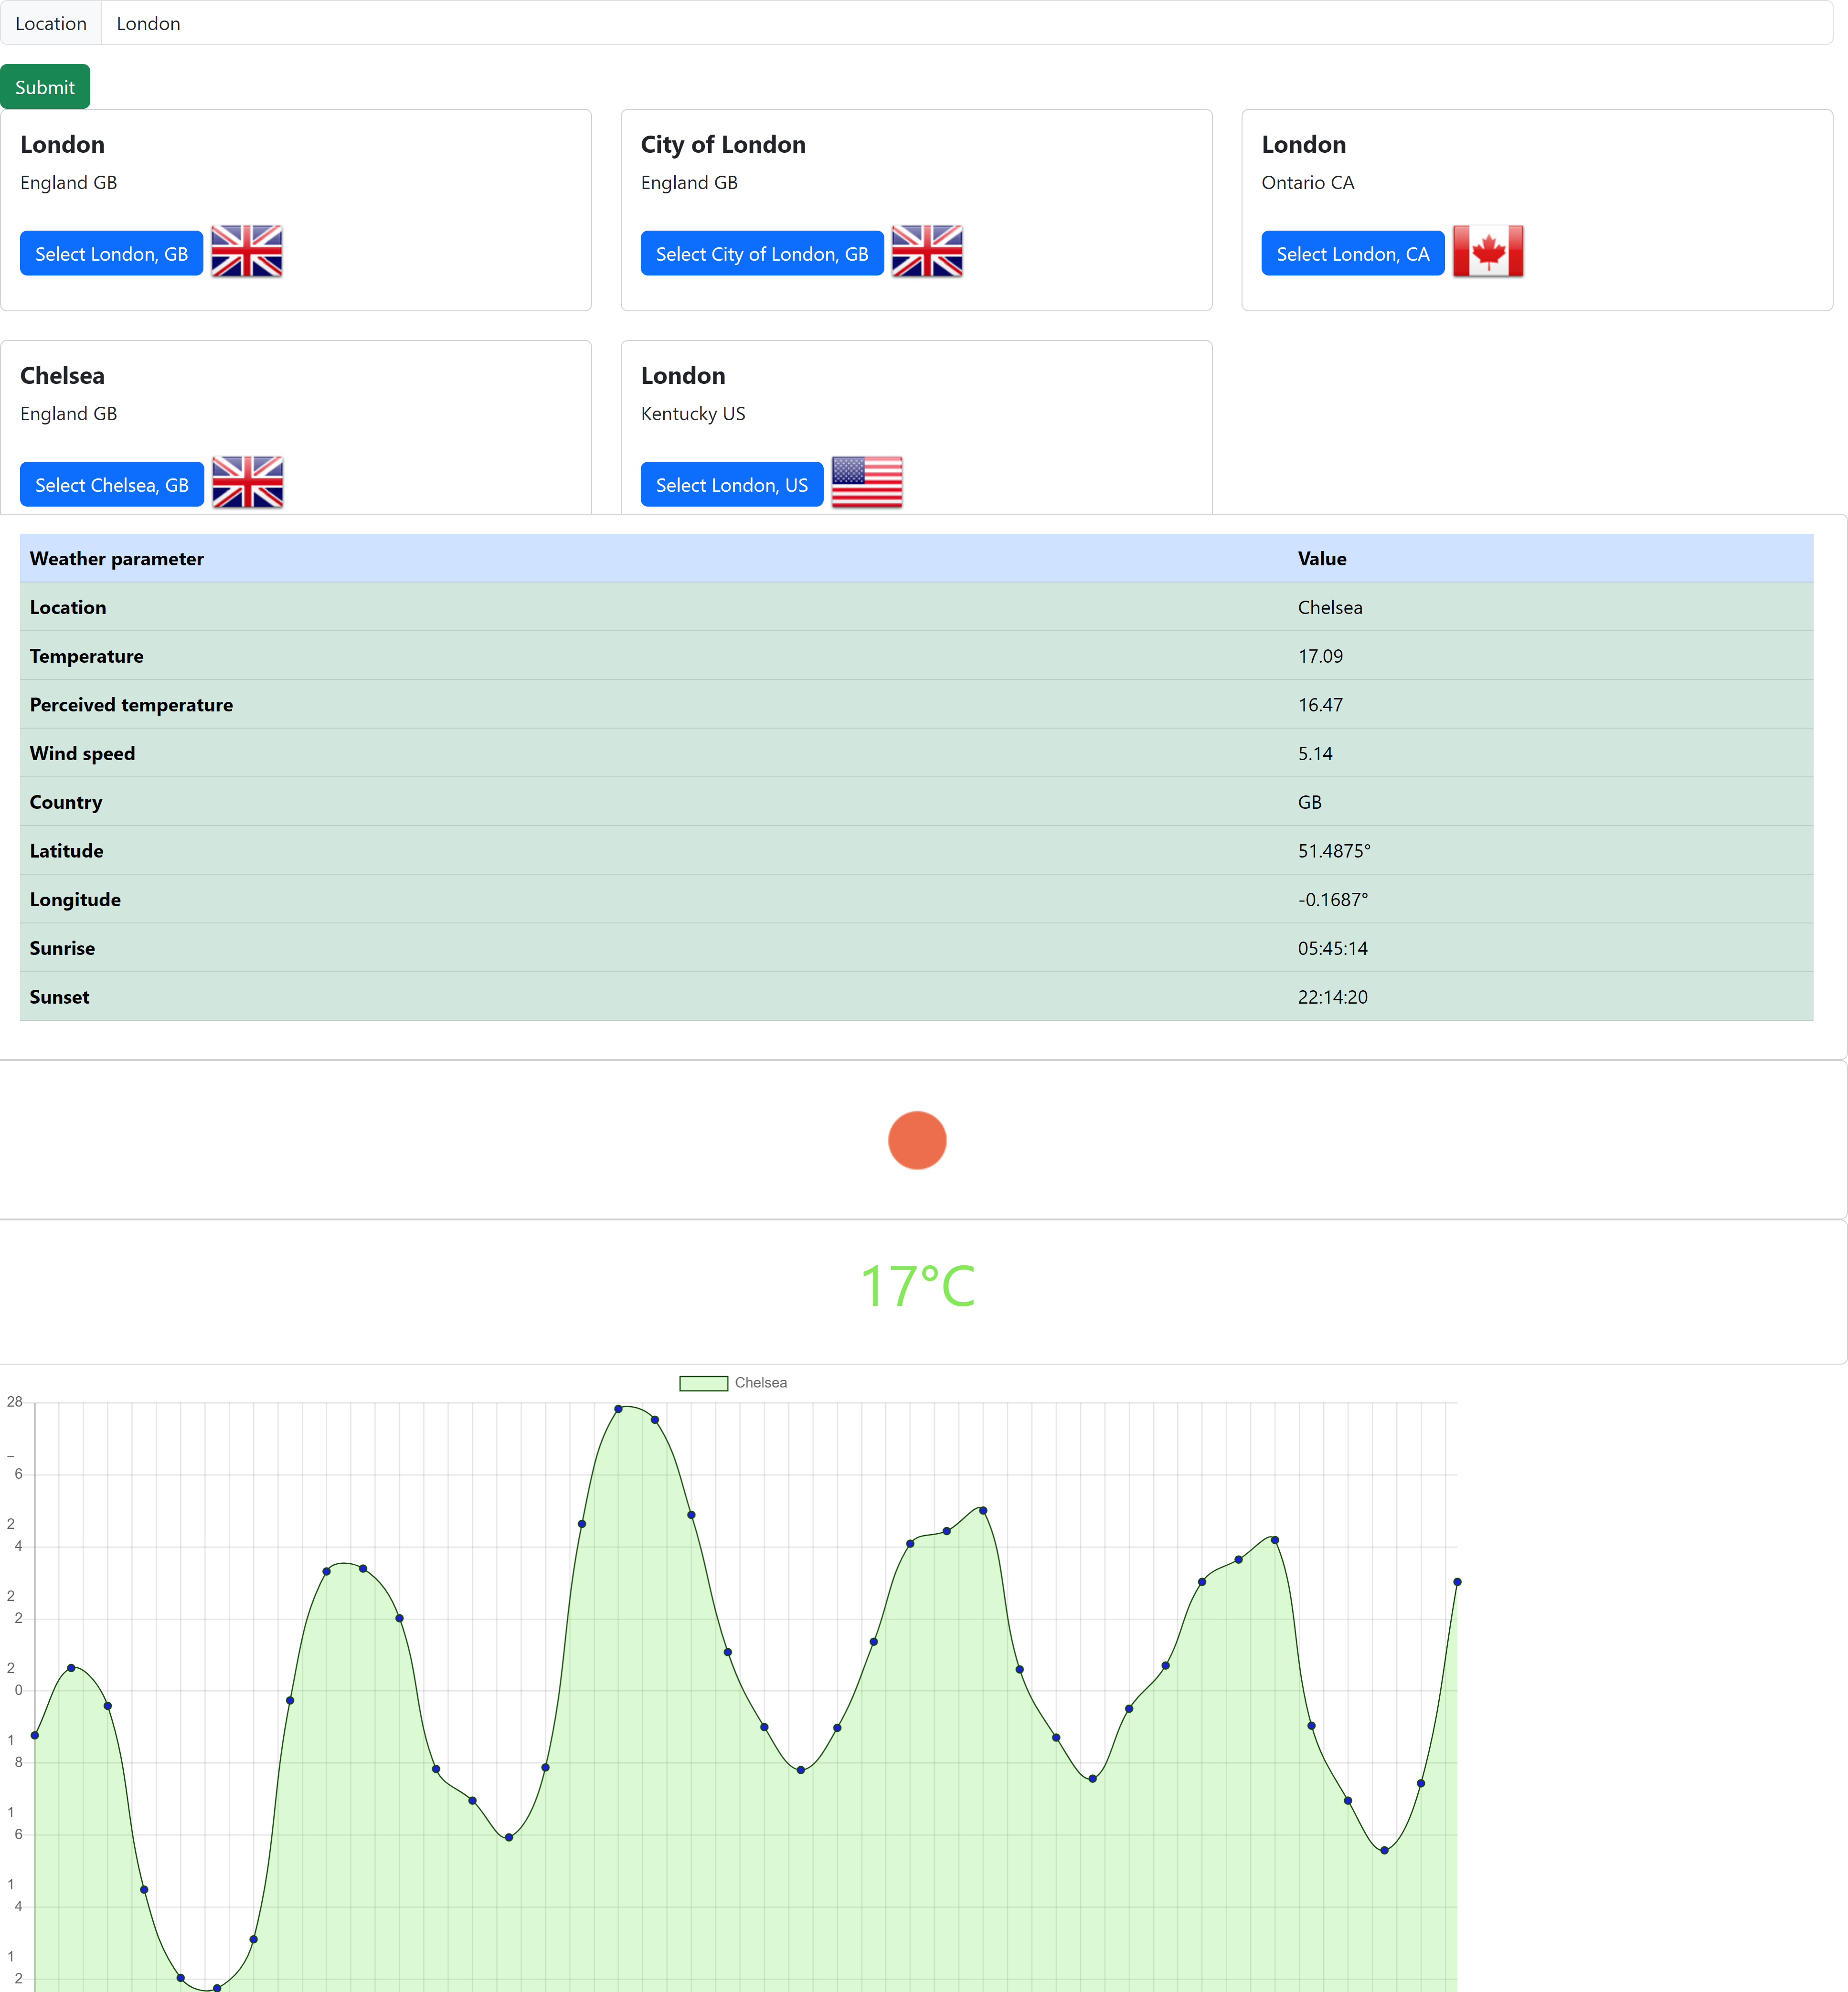 Location London
Submit
London
England GB
Select London, GB
City of London
England GB
Select City of London, GB
London
Ontario CA
Select London, CA
Chelsea
England GB
Select Chelsea, GB
London
Kentucky US
Select London, US
Weather parameter Value
Location Chelsea
Temperature 17.09
Perceived temperature 16.47
Wind speed 5.14
Country GB
Latitude 51.4875°
Longitude -0.1687°
Sunrise 05:45:14
Sunset 22:14:20
17°C
Chelsea
28
6
2
4
2
2
2
0
1
8
1
6
1
4
1
2